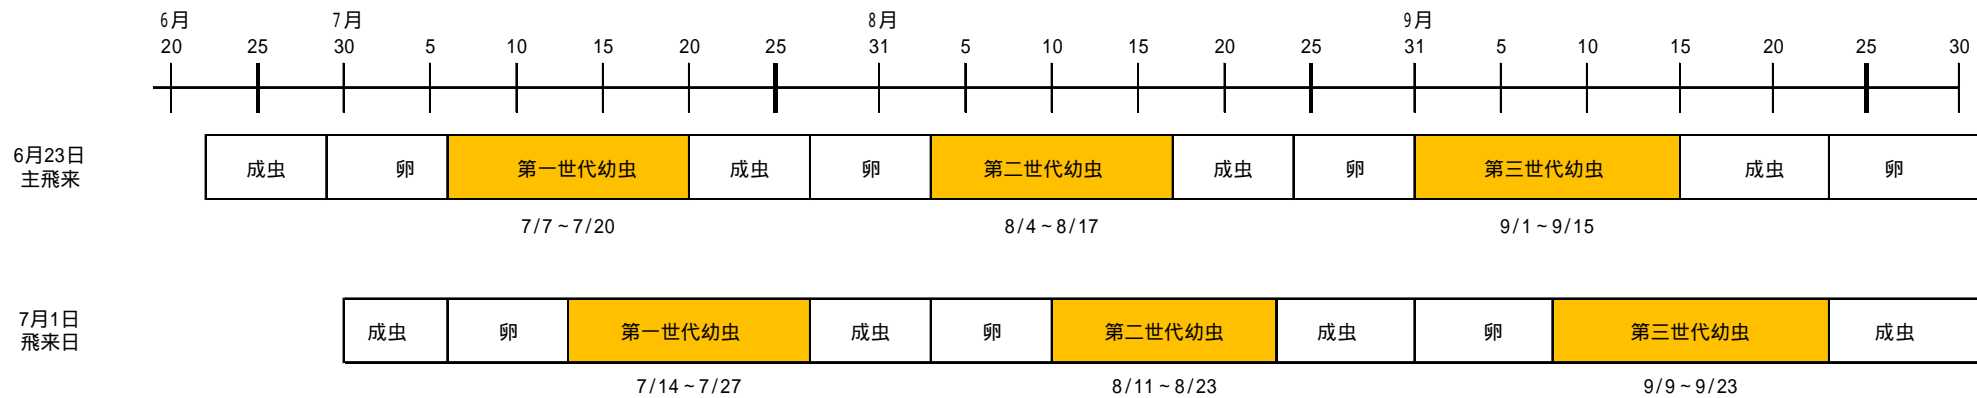 6月 7月 8月 9月
20 25 30 5 10 15 20 25 31 5 10 15 20 25 31 5 10 15 20 25 30
6月23日
主飛来
成虫 卵 第一世代幼虫 成虫 卵 第二世代幼虫 成虫 卵 第三世代幼虫 成虫 卵
7/7~7/20 8/4~8/17 9/1~9/15
7月1日
飛来日
成虫 卵 第一世代幼虫 成虫 卵 第二世代幼虫 成虫 卵 第三世代幼虫 成虫
7/14~7/27 8/11~8/23 9/9~9/23